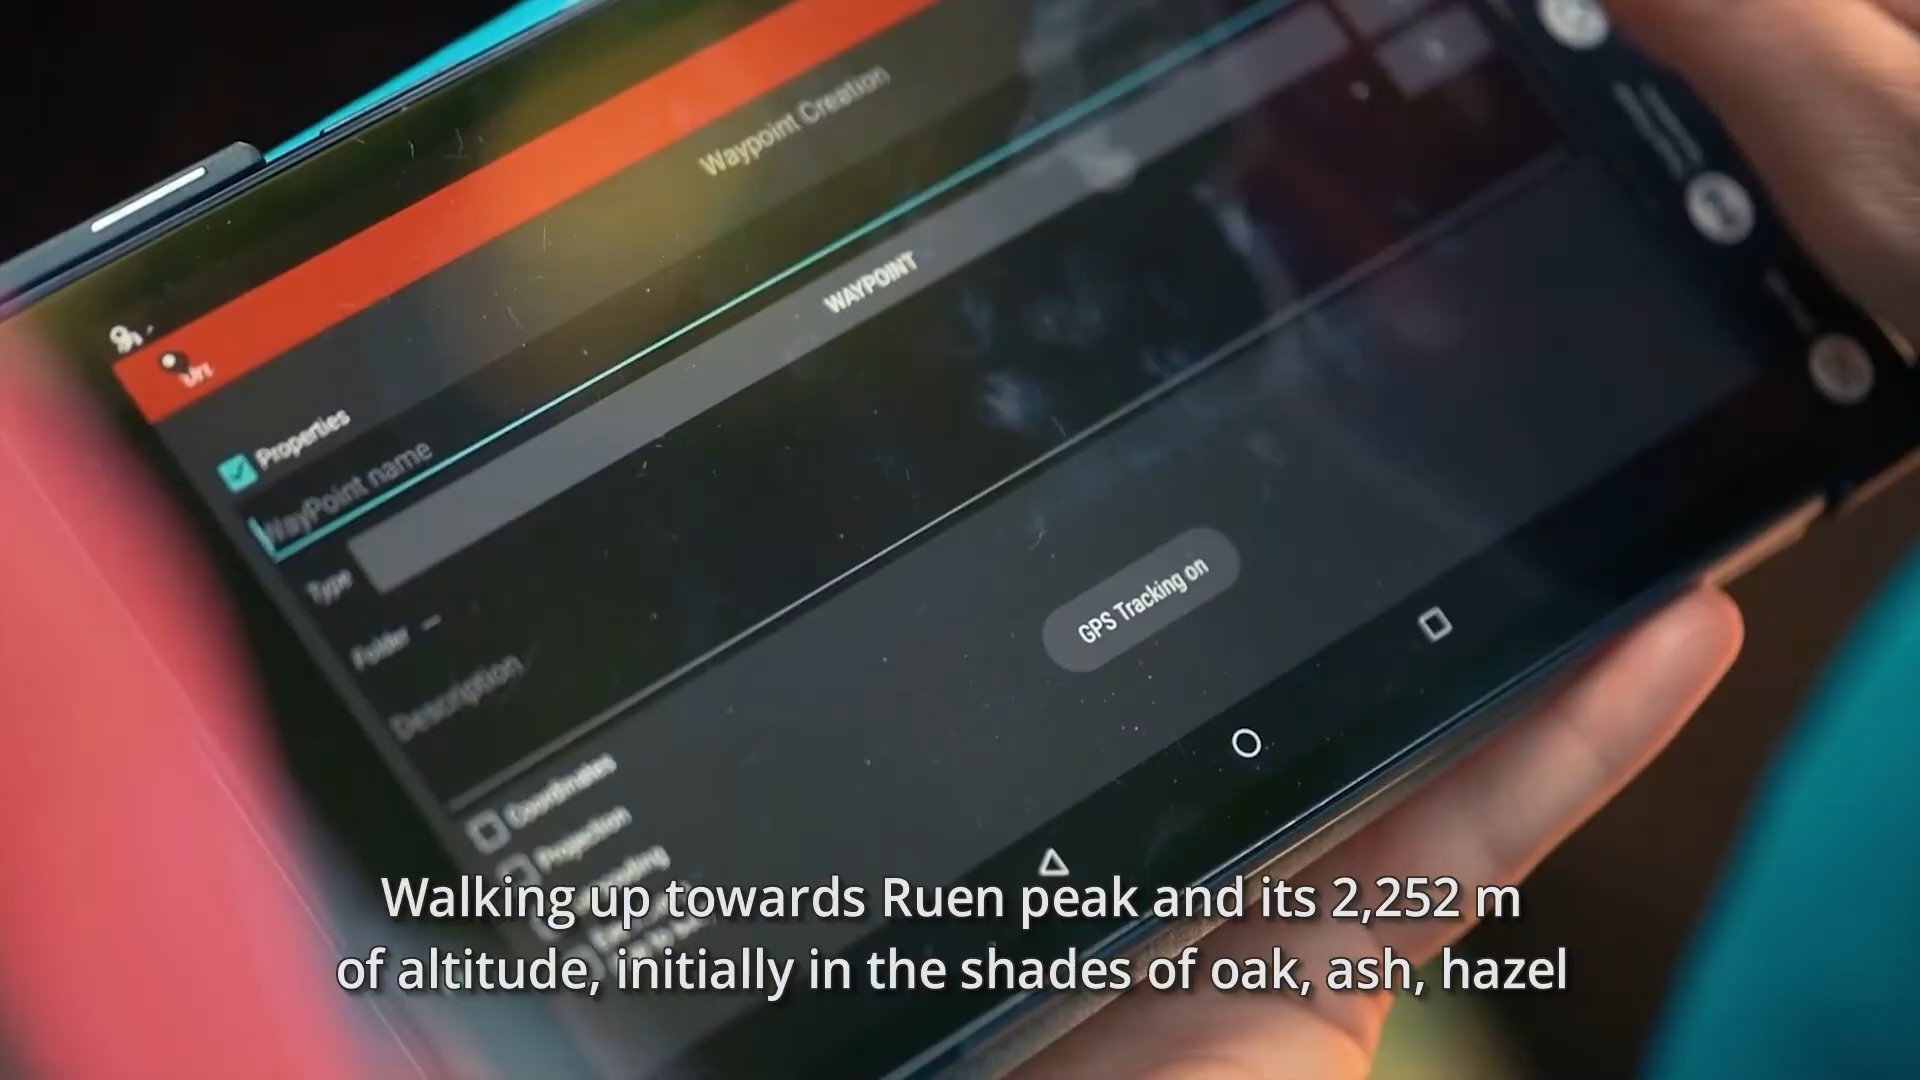 Waypoint Creation
Properties
WayPoint name
Type
WAYPOINT
Folder
Description
GPS Tracking on
Coordinates
Projection
Walking up towards Ruen peak and its 2,252 m
of altitude, initially in the shades of oak, ash, hazel